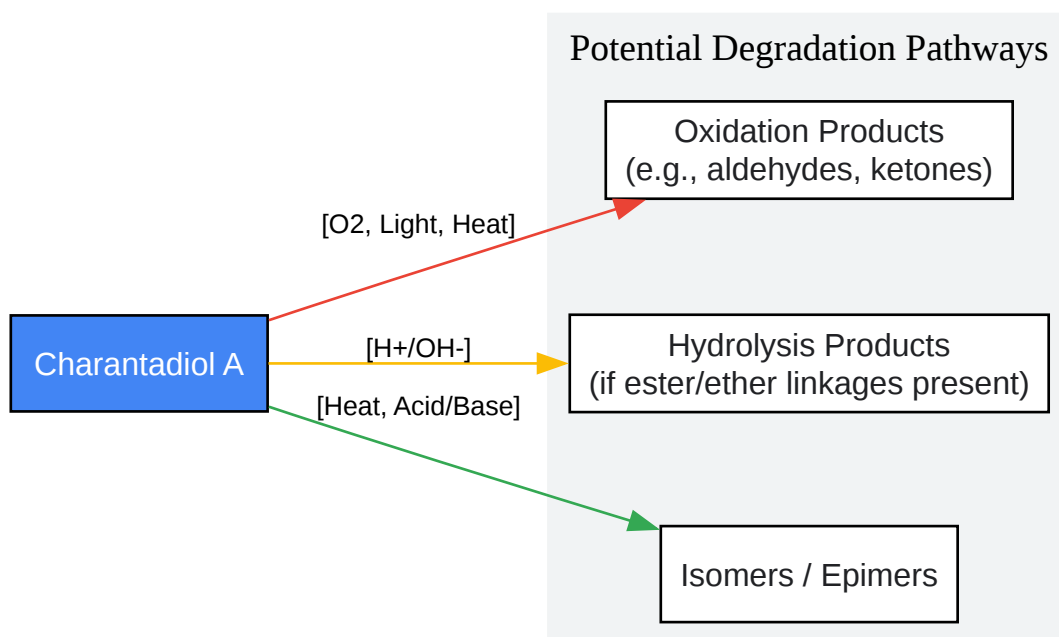 Potential Degradation Pathways
Oxidation Products
(e.g., aldehydes, ketones)
[O2, Light, Heat]
Charantadiol A
[H+/OH-]
Hydrolysis Products
(if ester/ether linkages present)
[Heat, Acid/Base]
Isomers / Epimers